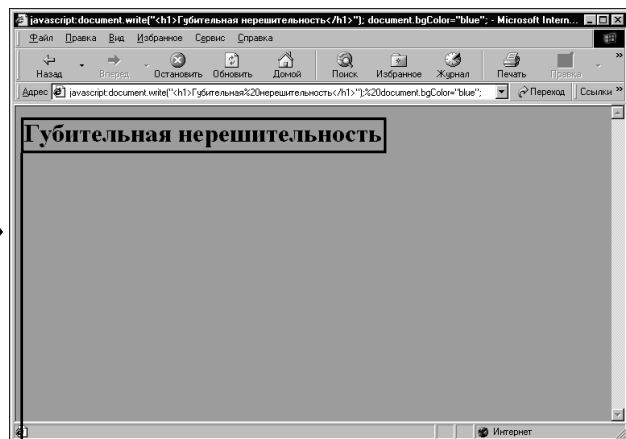 javascript:document.write("<h1>Губительная нерешительность</h1>"); document.bgColor="blue"; - Microsoft Intern...
Файл Правка Вид Избранное Сервис Справка
Назад Вперед Остановить Обновить Домой Поиск Избранное Журнал Печать Правка »
Адрес javascript:document.write("<h1>Губительная%20нерешительность</h1>");%20document.bgColor="blue"; Переход Ссылки »
Губительная нерешительность
Интернет